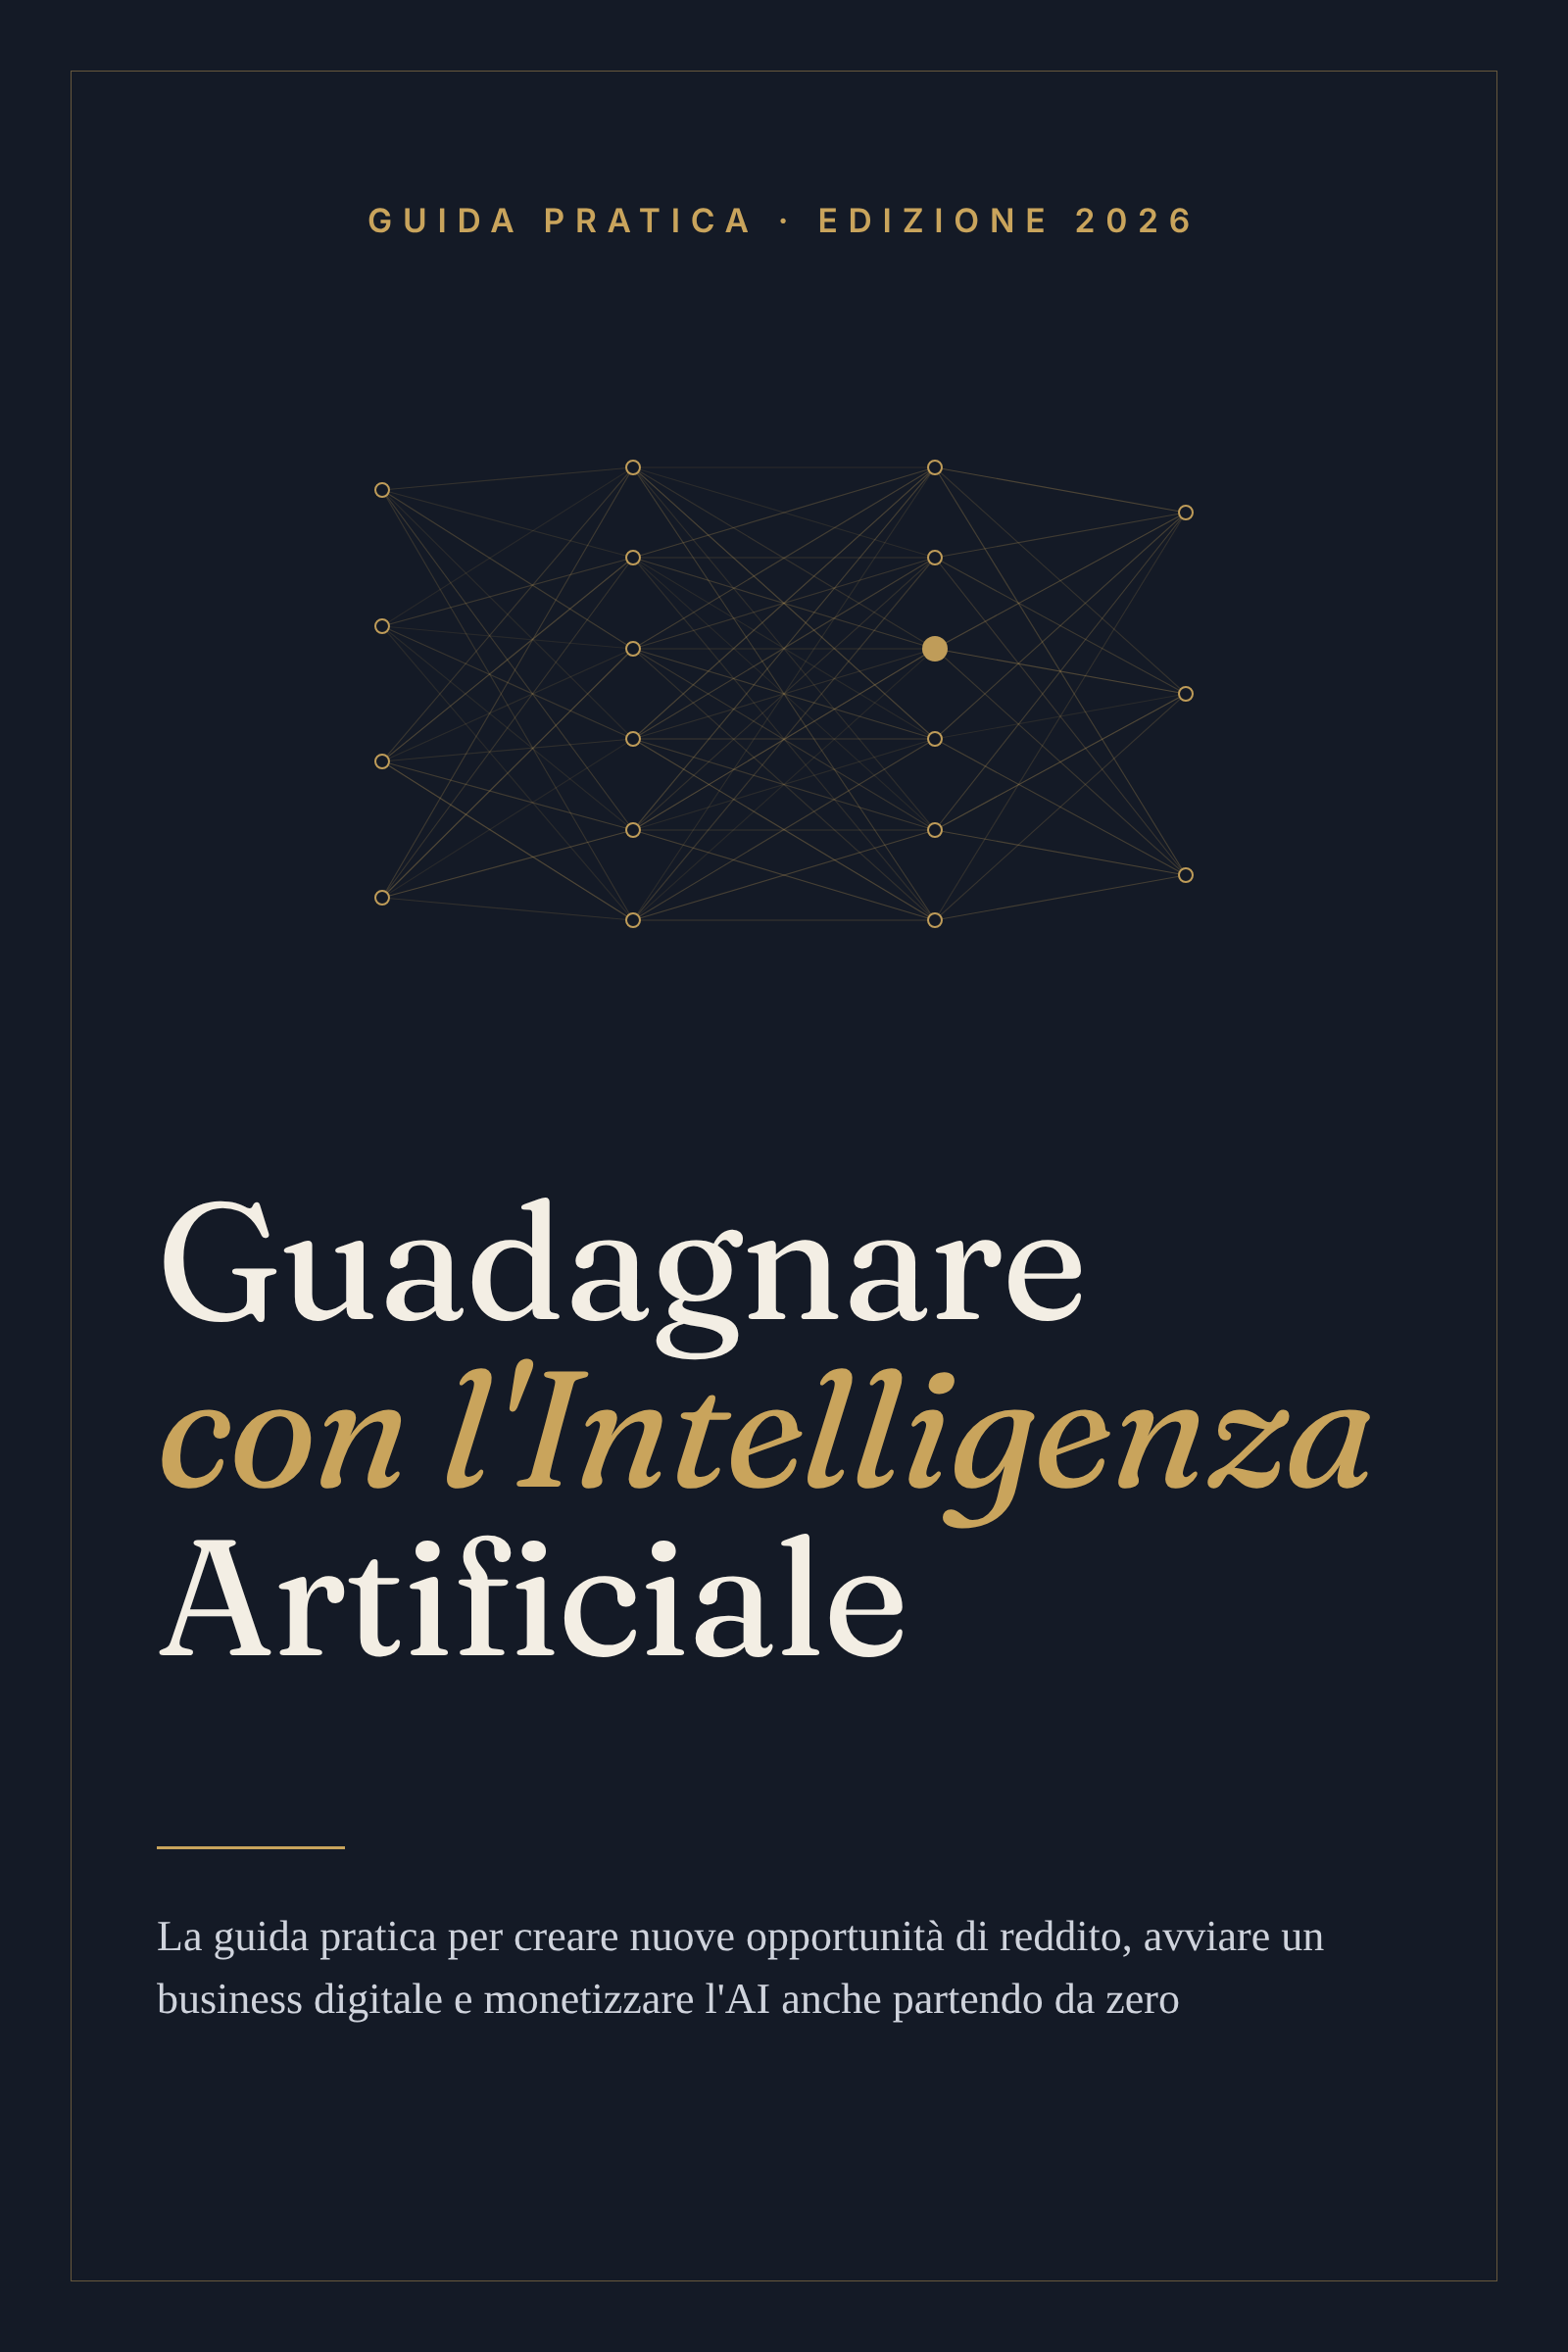 GUIDA PRATICA · EDIZIONE 2026
Guadagnare
con l'Intelligenza
Artificiale
La guida pratica per creare nuove opportunità di reddito, avviare un
business digitale e monetizzare l'AI anche partendo da zero